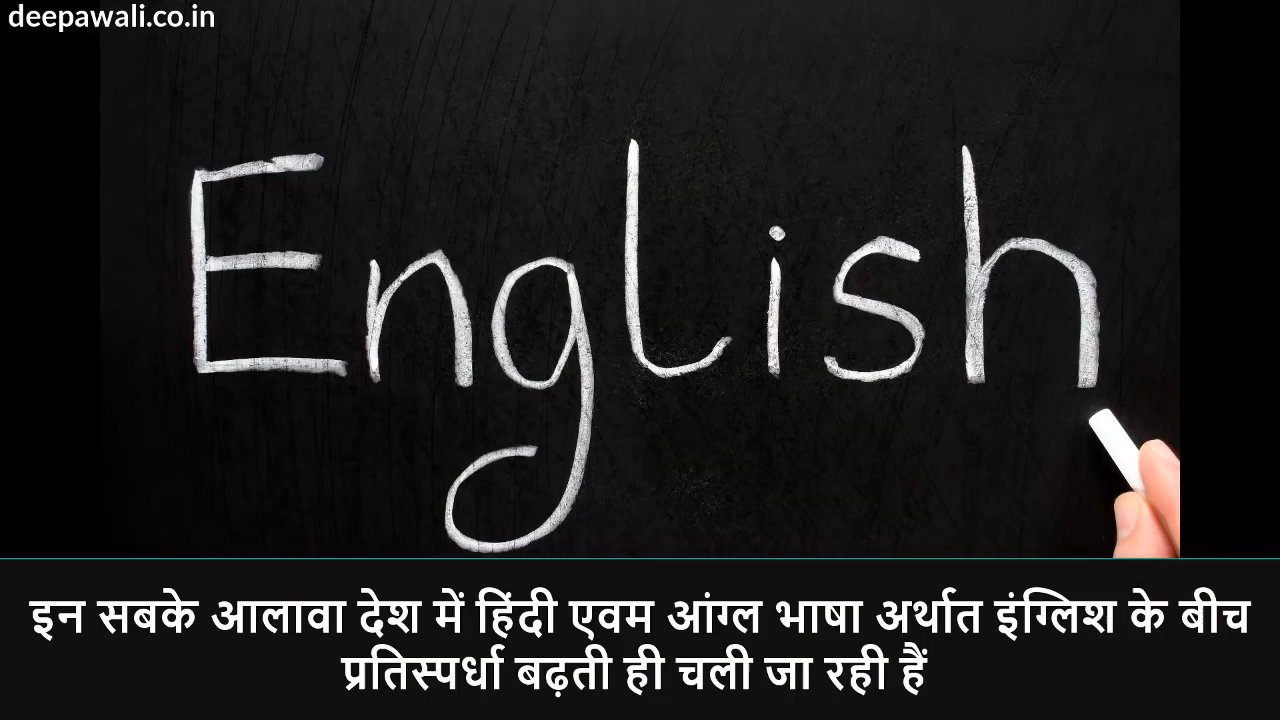 deepawali.co.in
English
इन सबके आलावा देश में हिंदी एवम आंग्ल भाषा अर्थात इंग्लिश के बीच
प्रतिस्पर्धा बढ़ती ही चली जा रही हैं